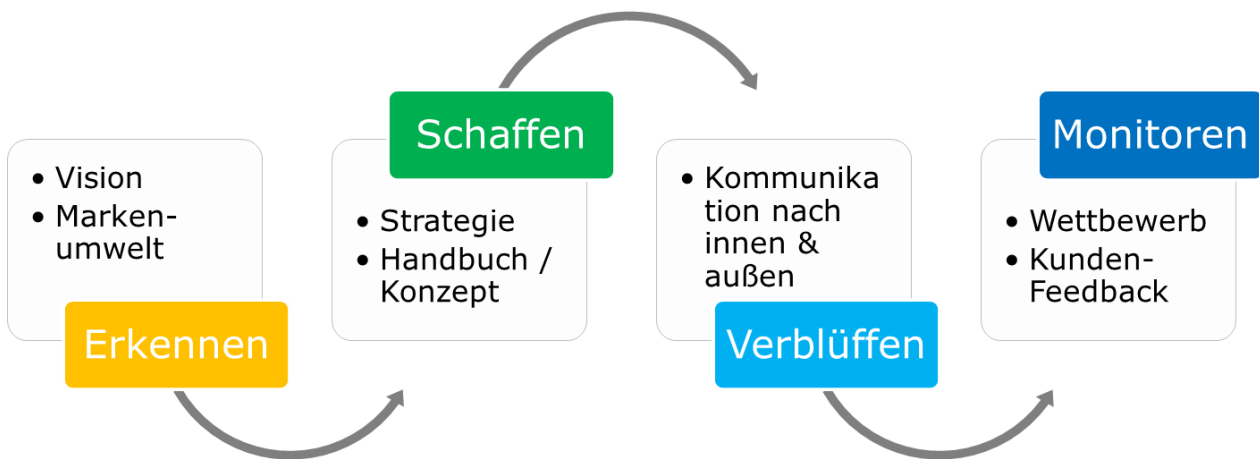 • Vision
• Marken-
umwelt
Erkennen
Schaffen
• Strategie
• Handbuch /
Konzept
• Kommunika
tion nach
innen &
außen
Verblüffen
Monitoren
• Wettbewerb
• Kunden-
Feedback